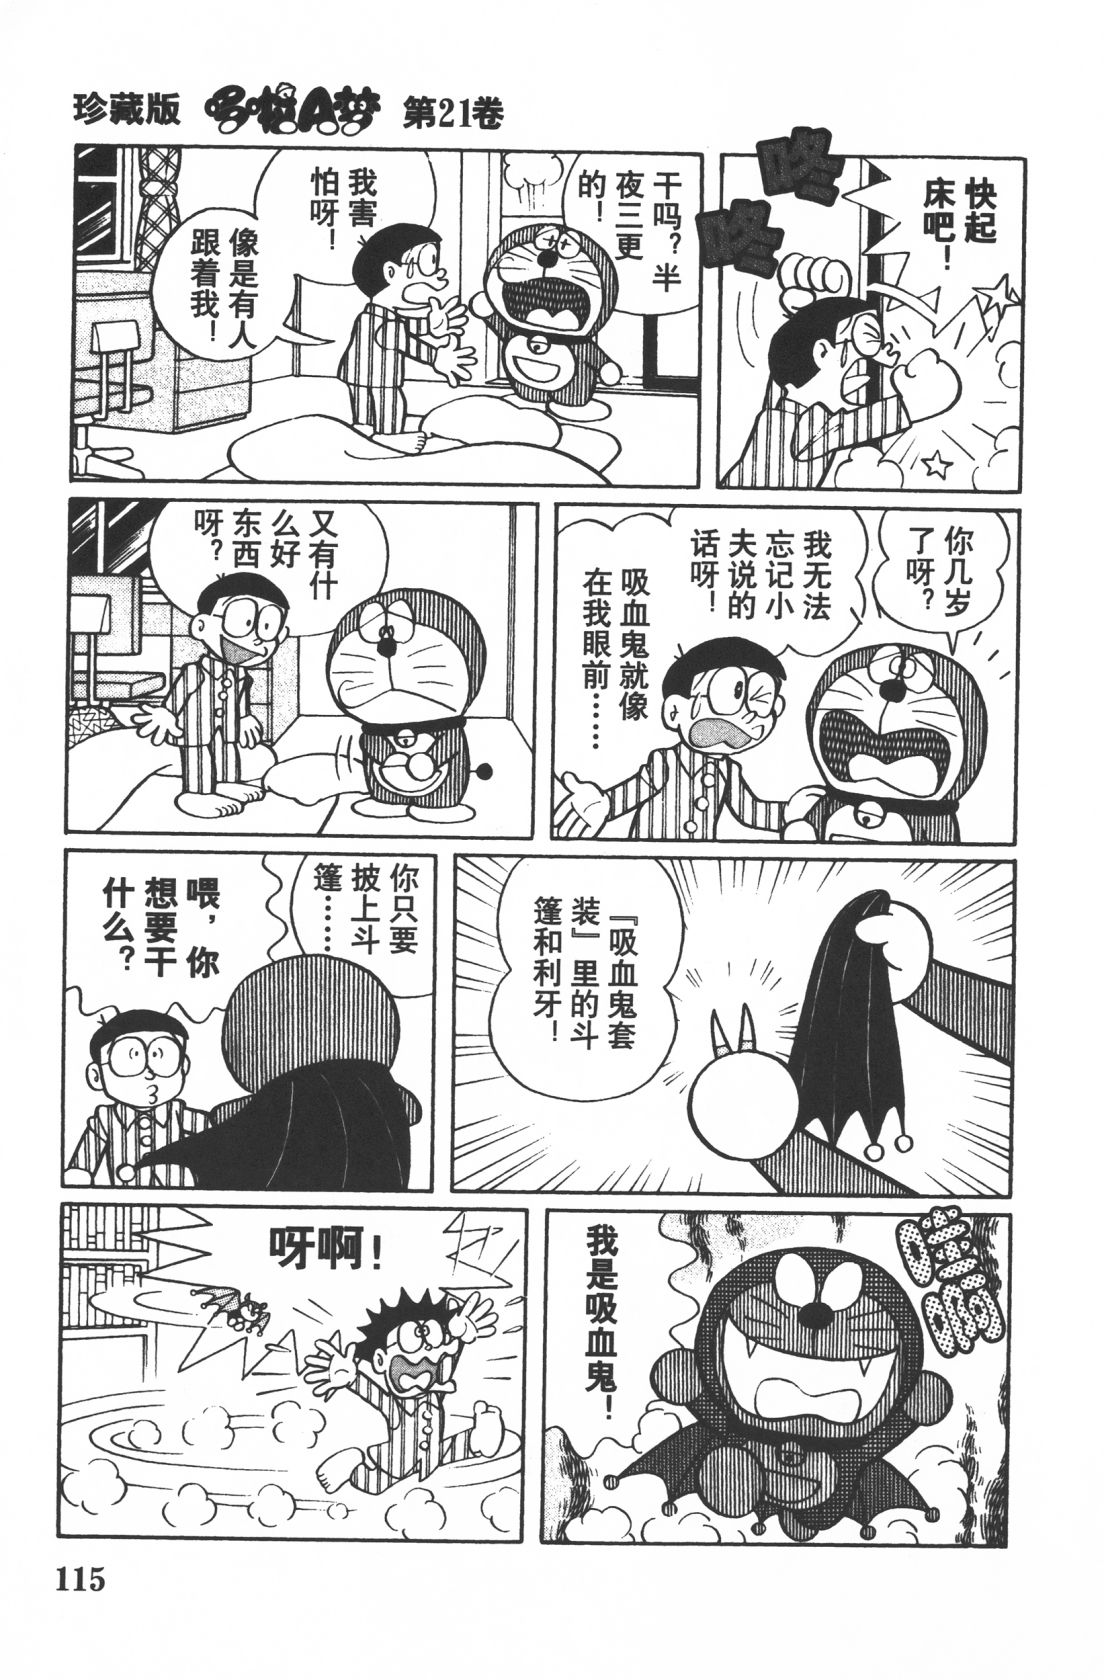 珍藏版 哆啦A梦 第21卷
快起
床吧！
咚
咚
干吗？半
夜三更
的！
我害
怕呀！
像是有人
跟着我！
你几岁
了呀？
我无法
忘记小
夫说的
话呀！
吸血鬼就像
在我眼前……
又有什
么好
东西
呀？
『吸血鬼套
装』里的斗
篷和利牙！
你只要
披上斗
篷……
喂，你
想要干
什么？
我是吸血鬼！
呀啊！
115